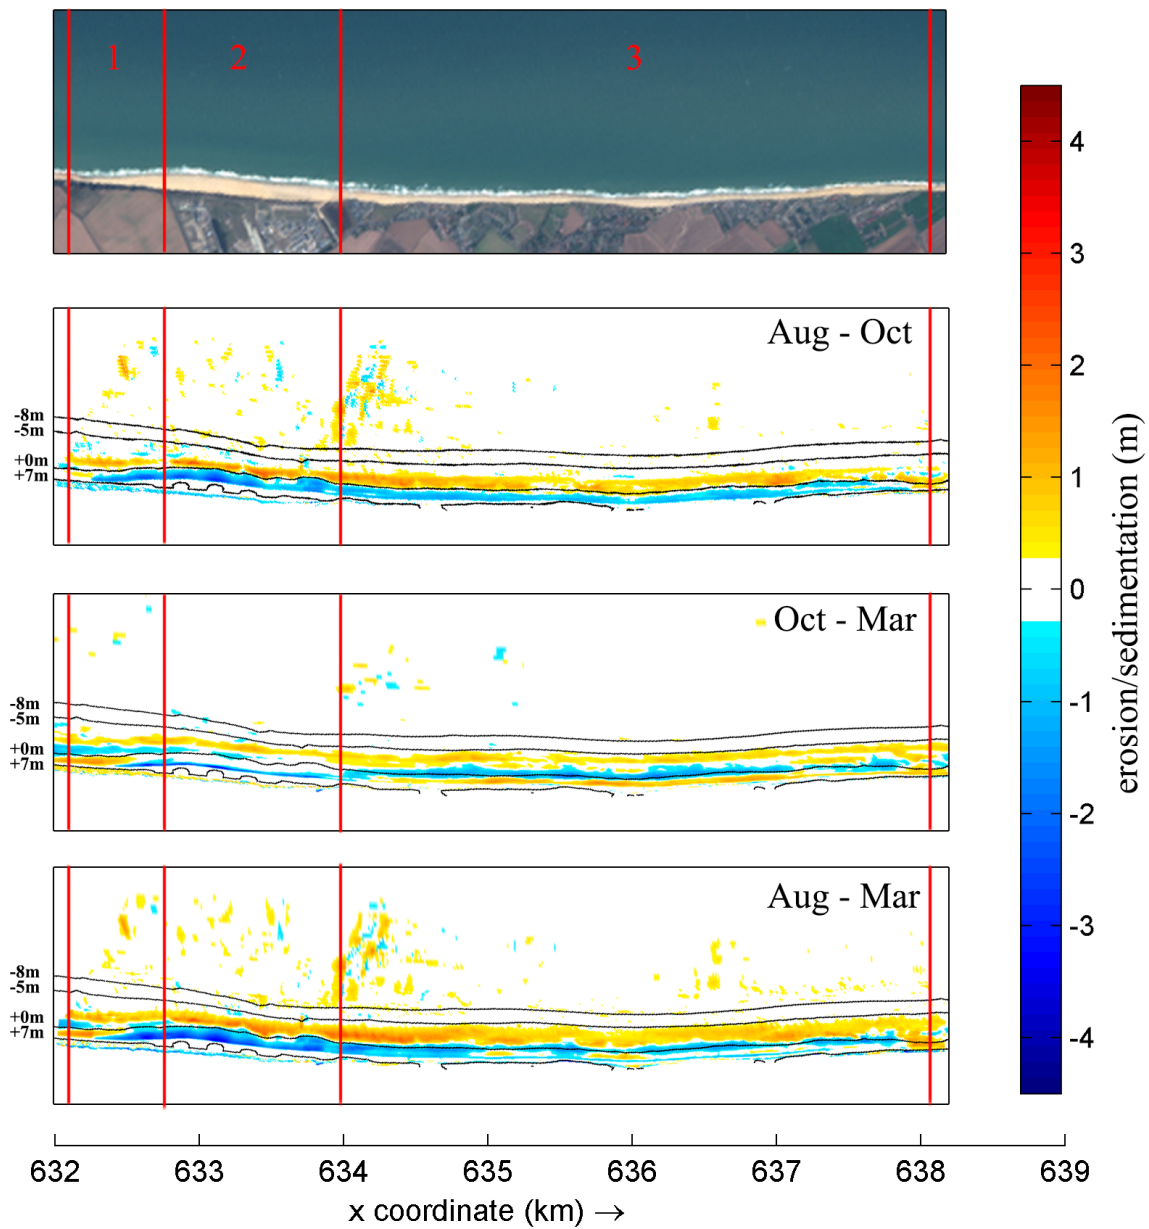 1 2 3
Aug - Oct
-8m
-5m
+0m
+7m
Oct - Mar
-8m
-5m
+0m
+7m
Aug - Mar
-8m
-5m
+0m
+7m
632 633 634 635 636 637 638 639
x coordinate (km) →
4
3
2
1
0
-1
-2
-3
-4
erosion/sedimentation (m)